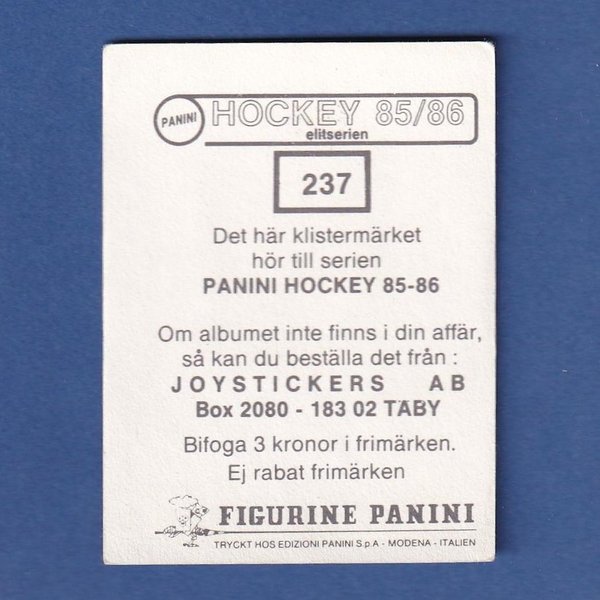 PANINI HOCKEY 85/86
elitserien
237
Det här klistermärket
hör till serien
PANINI HOCKEY 85-86
Om albumet inte finns i din affär,
så kan du beställa det från :
JOYSTICKERS AB
Box 2080 - 183 02 TÄBY
Bifoga 3 kronor i frimärken.
Ej rabat frimärken
FIGURINE PANINI
TRYCKT HOS EDIZIONI PANINI S.p.A - MODENA - ITALIEN